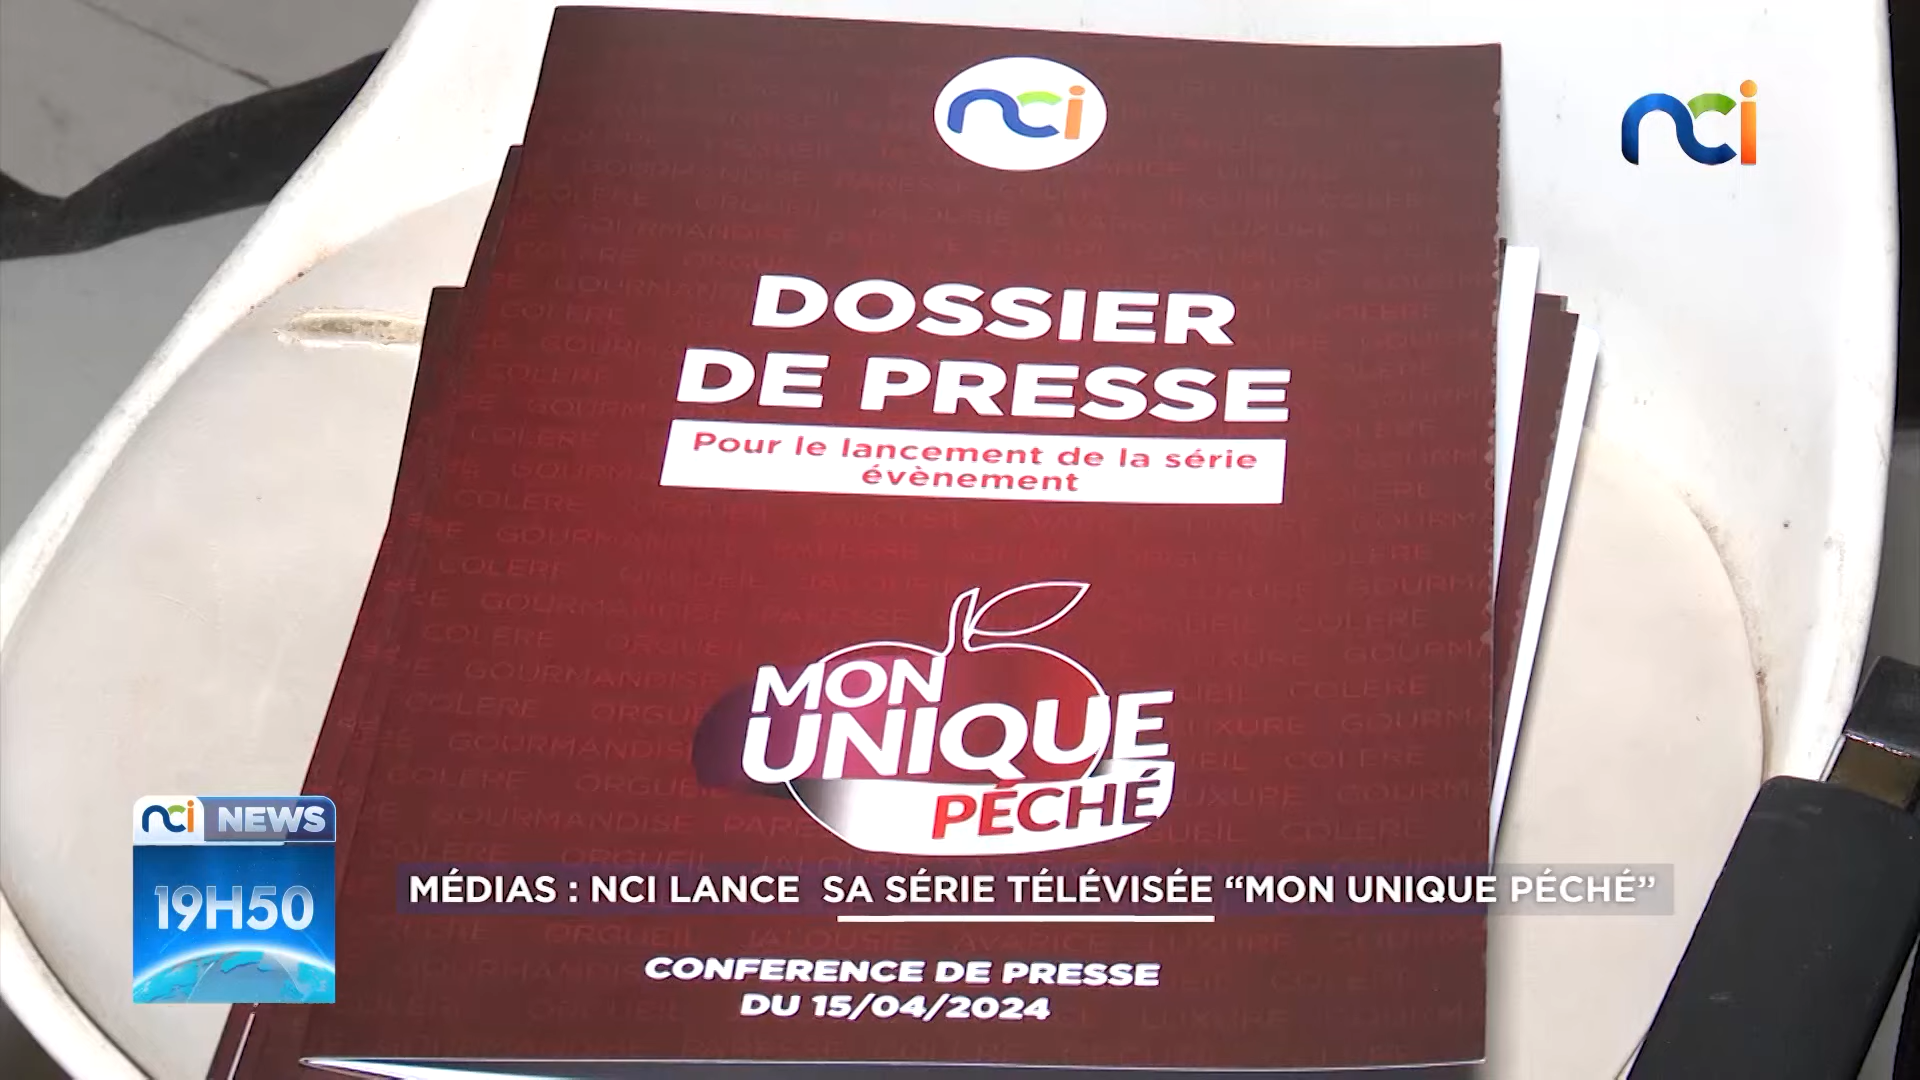 nci
nci
DOSSIER
DE PRESSE
Pour le lancement de la série
évènement
MON
UNIQUE
PÉCHÉ
nci NEWS
19H50
MÉDIAS : NCI LANCE SA SÉRIE TÉLÉVISÉE “MON UNIQUE PÉCHÉ”
CONFERENCE DE PRESSE
DU 15/04/2024